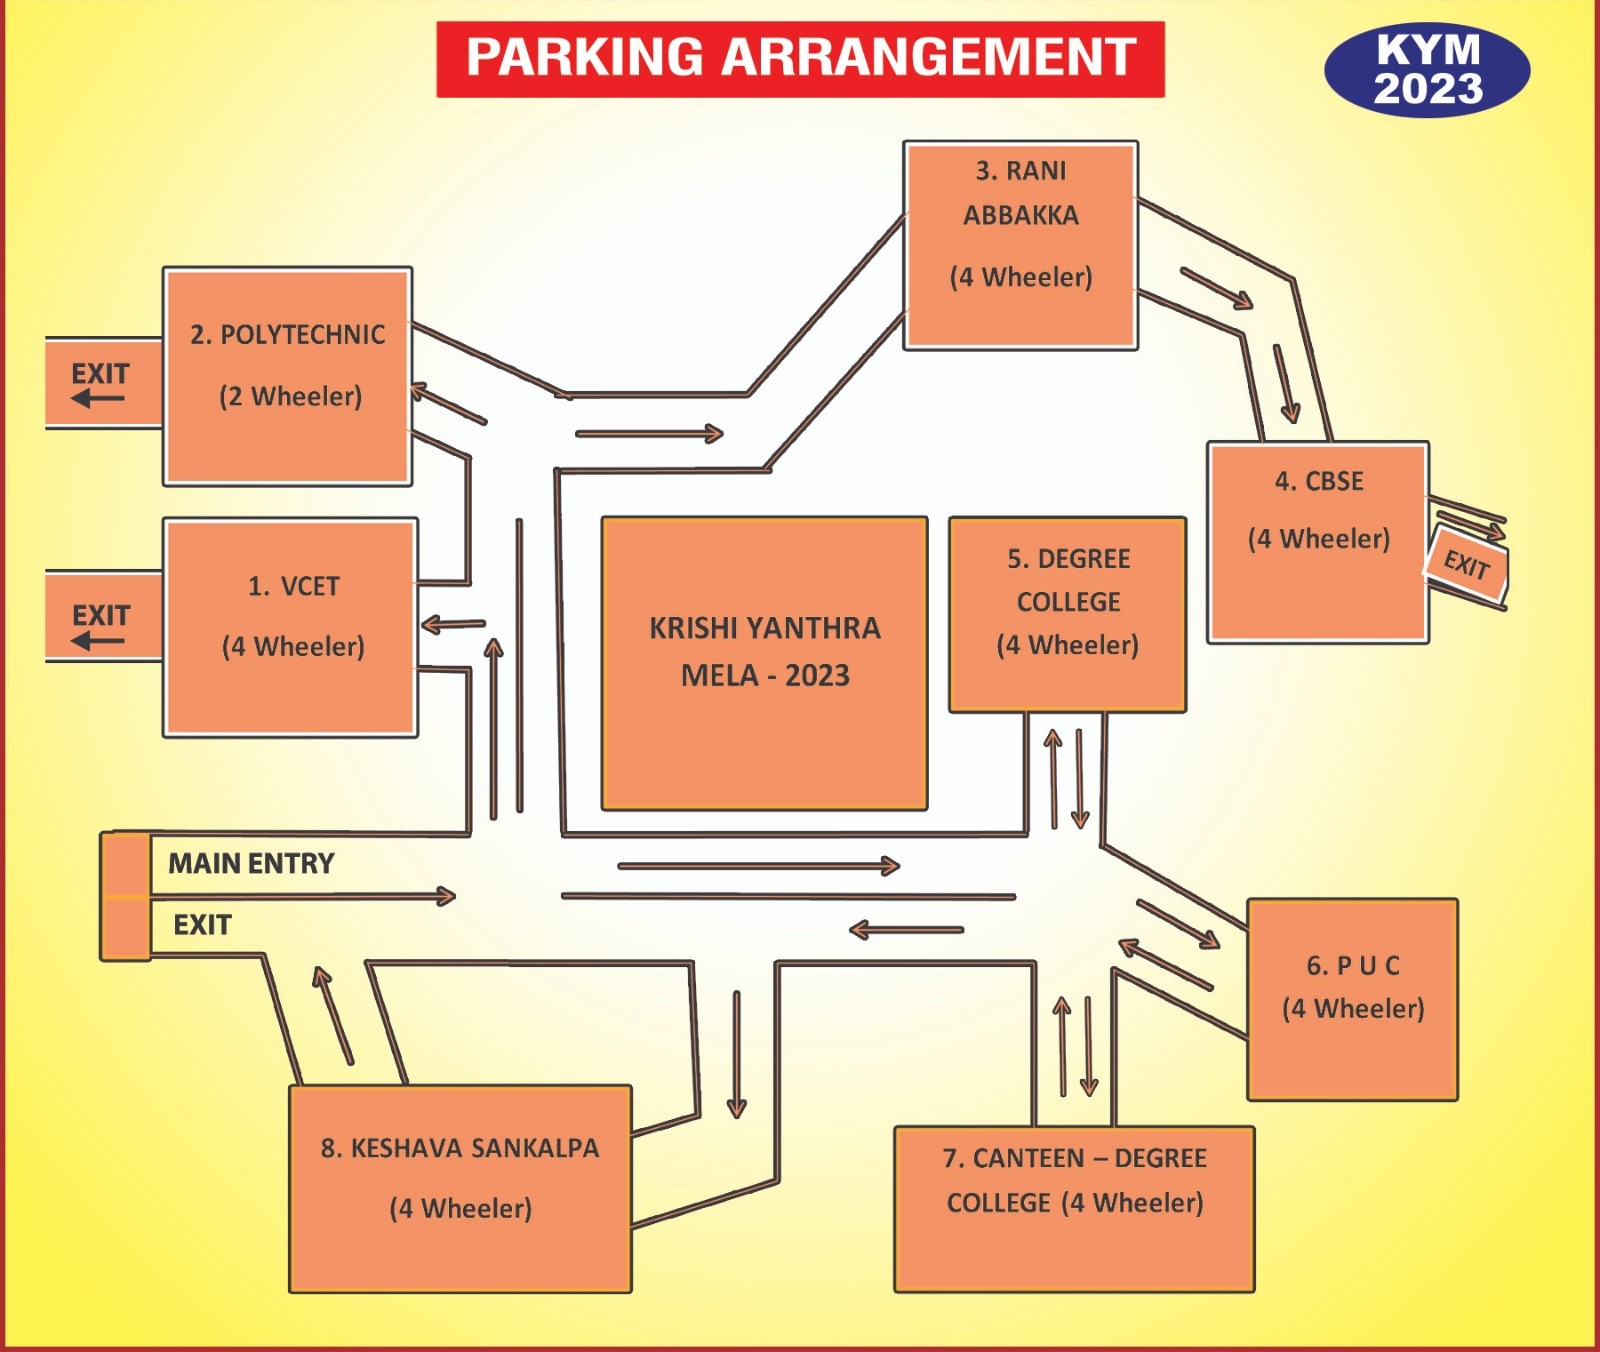 PARKING ARRANGEMENT
KYM
2023
3. RANI
ABBAKKA
(4 Wheeler)
2. POLYTECHNIC
(2 Wheeler)
EXIT
4. CBSE
(4 Wheeler)
EXIT
1. VCET
(4 Wheeler)
EXIT
KRISHI YANTHRA
MELA - 2023
5. DEGREE
COLLEGE
(4 Wheeler)
MAIN ENTRY
EXIT
6. P U C
(4 Wheeler)
8. KESHAVA SANKALPA
(4 Wheeler)
7. CANTEEN – DEGREE
COLLEGE (4 Wheeler)